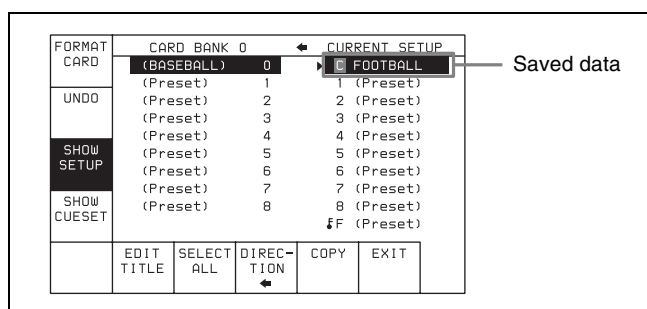 FORMAT CARD
CARD BANK 0 ← CURRENT SETUP
(BASEBALL) 0 ▶ C FOOTBALL
Saved data
(Preset) 1 1 (Preset)
UNDO
(Preset) 2 2 (Preset)
(Preset) 3 3 (Preset)
(Preset) 4 4 (Preset)
SHOW SETUP
(Preset) 5 5 (Preset)
(Preset) 6 6 (Preset)
(Preset) 7 7 (Preset)
SHOW CUESET
(Preset) 8 8 (Preset)
F (Preset)
EDIT TITLE
SELECT ALL
DIREC-
TION
←
COPY
EXIT